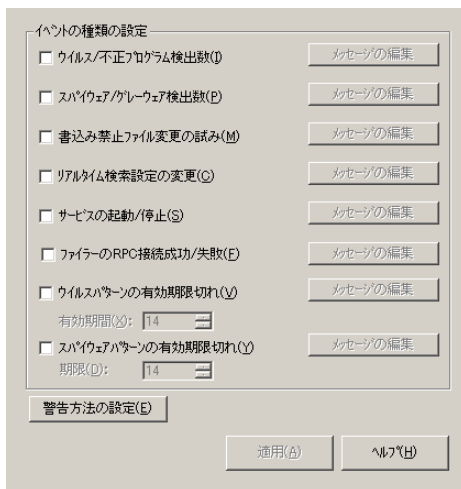 イベントの種類の設定
ウイルス/不正プログラム検出数(I) メッセージの編集
スパイウェア/グレーウェア検出数(P) メッセージの編集
書込み禁止ファイル変更の試み(M) メッセージの編集
リアルタイム検索設定の変更(C) メッセージの編集
サービスの起動/停止(S) メッセージの編集
ファイラーのRPC接続成功/失敗(F) メッセージの編集
ウイルスパターンの有効期限切れ(V) メッセージの編集
有効期間(X): 14
スパイウェアパターンの有効期限切れ(Y) メッセージの編集
期限(D): 14
警告方法の設定(E)
適用(A) ヘルプ(H)